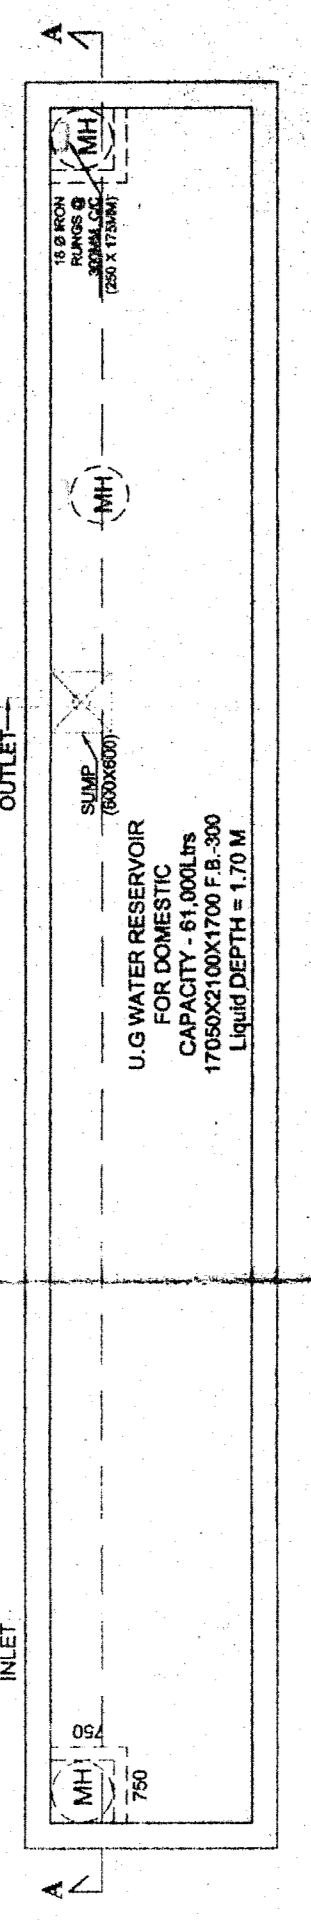 A
MH
16 Ø IRON
RUNGS @
300MM. C/C
(250 X 175MM)
MH
OUTLET
SUMP
(600X600)
U.G WATER RESERVOIR
FOR DOMESTIC
CAPACITY - 61,000Ltrs
17050X2100X1700 F.B.-300
Liquid DEPTH = 1.70 M
INLET
750
MH
750
A